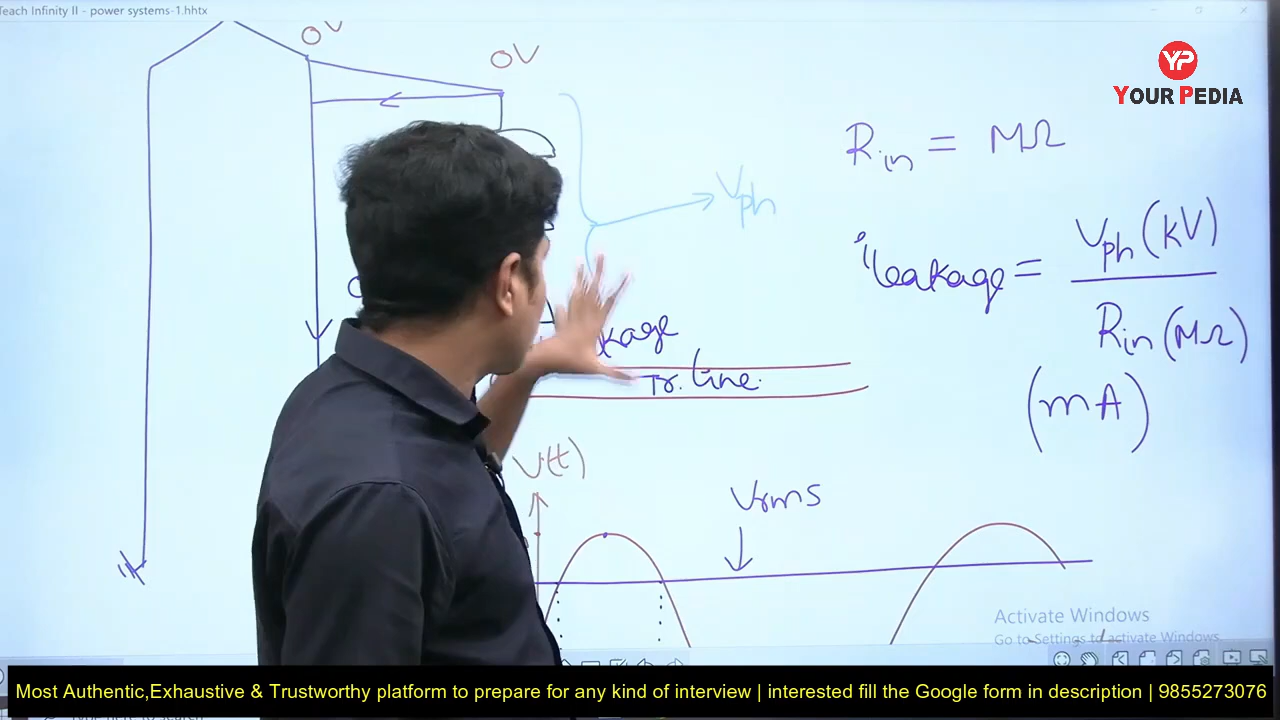 Teach Infinity II - power systems-1.hhtx
0V
0V
YP
YOUR PEDIA
Rin = MΩ
Vph
ileakage = Vph (kV)
Rin (MΩ)
(mA)
kage
Tr. line.
V(t)
Vrms
Activate Windows
Go to Settings to activate Windows.
Most Authentic,Exhaustive & Trustworthy platform to prepare for any kind of interview | interested fill the Google form in description | 9855273076